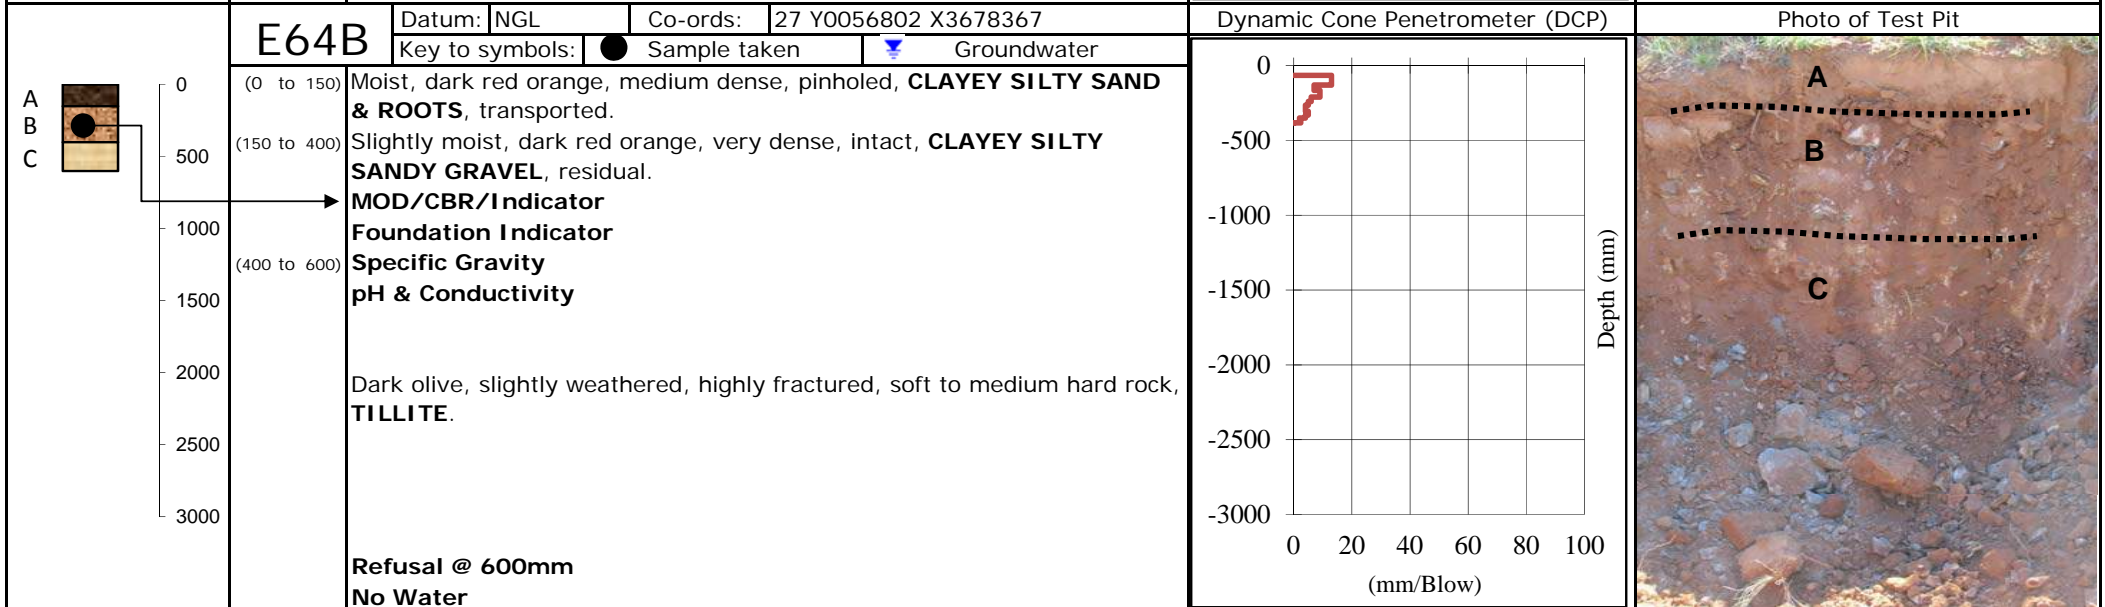 E64B
Datum: NGL Co-ords: 27 Y0056802 X3678367
Key to symbols: Sample taken Groundwater
Dynamic Cone Penetrometer (DCP)
Photo of Test Pit
A
B
C
0
500
1000
1500
2000
2500
3000
(0 to 150) Moist, dark red orange, medium dense, pinholed, CLAYEY SILTY SAND
& ROOTS, transported.
(150 to 400) Slightly moist, dark red orange, very dense, intact, CLAYEY SILTY
SANDY GRAVEL, residual.
MOD/CBR/Indicator
Foundation Indicator
(400 to 600) Specific Gravity
pH & Conductivity
Dark olive, slightly weathered, highly fractured, soft to medium hard rock,
TILLITE.
Refusal @ 600mm
No Water
0
-500
-1000
-1500
-2000
-2500
-3000
0 20 40 60 80 100
(mm/Blow)
Depth (mm)
A
B
C